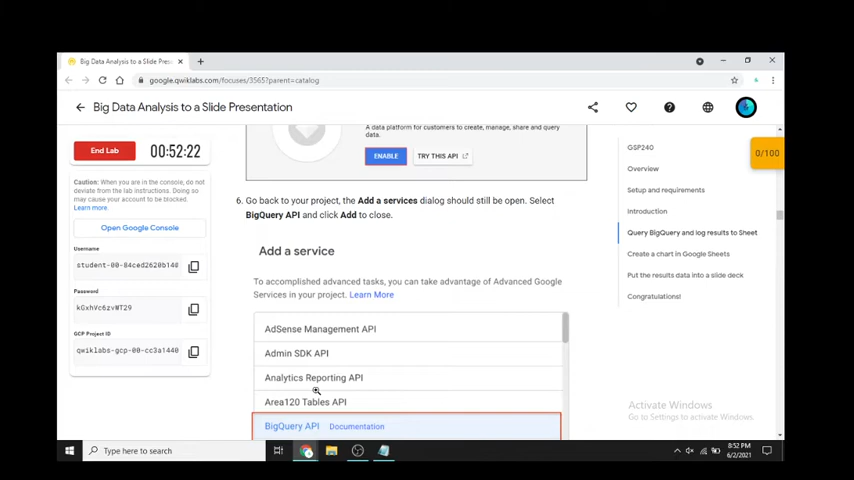 Big Data Analysis to a Slide Presentation
google.qwiklabs.com/focuses/3565?parent=catalog
Big Data Analysis to a Slide Presentation
End Lab
00:52:22
Caution: When you are in the console, do not
deviate from the lab instructions. Doing so
may cause your account to be blocked.
Learn more.
Open Google Console
Username
student-00-84ced2620b140
Password
kGxhVc6zvWT29
GCP Project ID
qwiklabs-gcp-00-cc3a1440
A data platform for customers to create, manage, share and query
data.
ENABLE
TRY THIS API
6. Go back to your project, the Add a services dialog should still be open. Select
BigQuery API and click Add to close.
Add a service
To accomplished advanced tasks, you can take advantage of Advanced Google
Services in your project. Learn More
AdSense Management API
Admin SDK API
Analytics Reporting API
Area120 Tables API
BigQuery API Documentation
0/100
GSP240
Overview
Setup and requirements
Introduction
Query BigQuery and log results to Sheet
Create a chart in Google Sheets
Put the results data into a slide deck
Congratulations!
Activate Windows
Go to Settings to activate Windows.
Type here to search
8:52 PM
6/2/2021